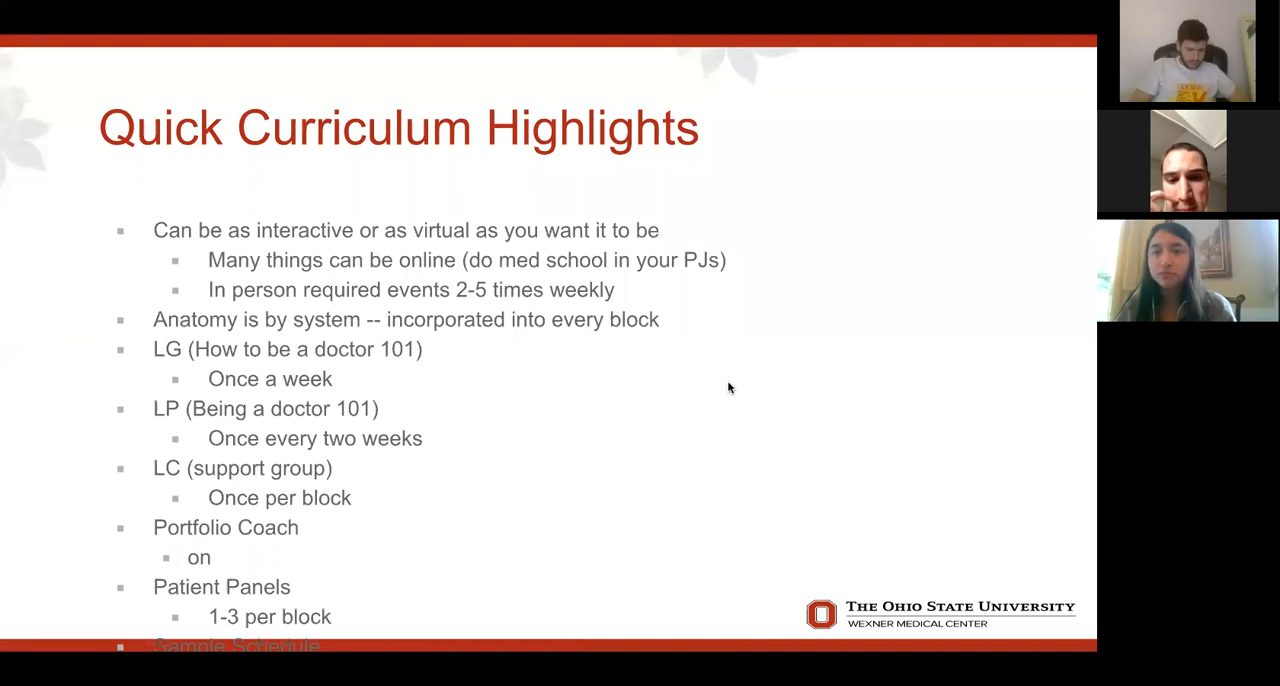 Quick Curriculum Highlights
Can be as interactive or as virtual as you want it to be
Many things can be online (do med school in your PJs)
In person required events 2-5 times weekly
Anatomy is by system -- incorporated into every block
LG (How to be a doctor 101)
Once a week
LP (Being a doctor 101)
Once every two weeks
LC (support group)
Once per block
Portfolio Coach
on
Patient Panels
1-3 per block
Sample Schedule
THE OHIO STATE UNIVERSITY
WEXNER MEDICAL CENTER